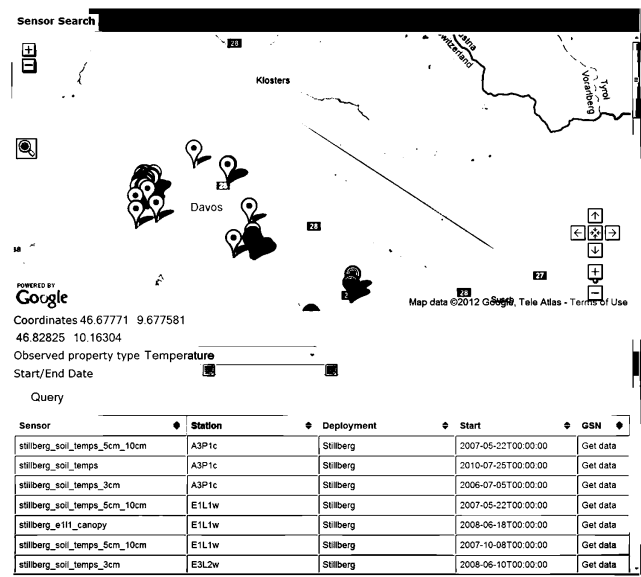 Sensor Search
28
Austria
Switzerland
Tyrol
Vorarlberg
Klosters
28
Davos
28
27
28
POWERED BY
Google
Map data ©2012 Google, Tele Atlas - Terms of Use
Coordinates 46.67771 9.677581
46.82825 10.16304
Observed property type Temperature
Start/End Date
Query
Sensor Station Deployment Start GSN
stillberg_soil_temps_5cm_10cm A3P1c Stillberg 2007-05-22T00:00:00 Get data
stillberg_soil_temps A3P1c Stillberg 2010-07-25T00:00:00 Get data
stillberg_soil_temps_3cm A3P1c Stillberg 2006-07-05T00:00:00 Get data
stillberg_soil_temps_5cm_10cm E1L1w Stillberg 2007-05-22T00:00:00 Get data
stillberg_e1l1_canopy E1L1w Stillberg 2008-06-18T00:00:00 Get data
stillberg_soil_temps_5cm_10cm E1L1w Stillberg 2007-10-08T00:00:00 Get data
stillberg_soil_temps_3cm E3L2w Stillberg 2008-06-10T00:00:00 Get data